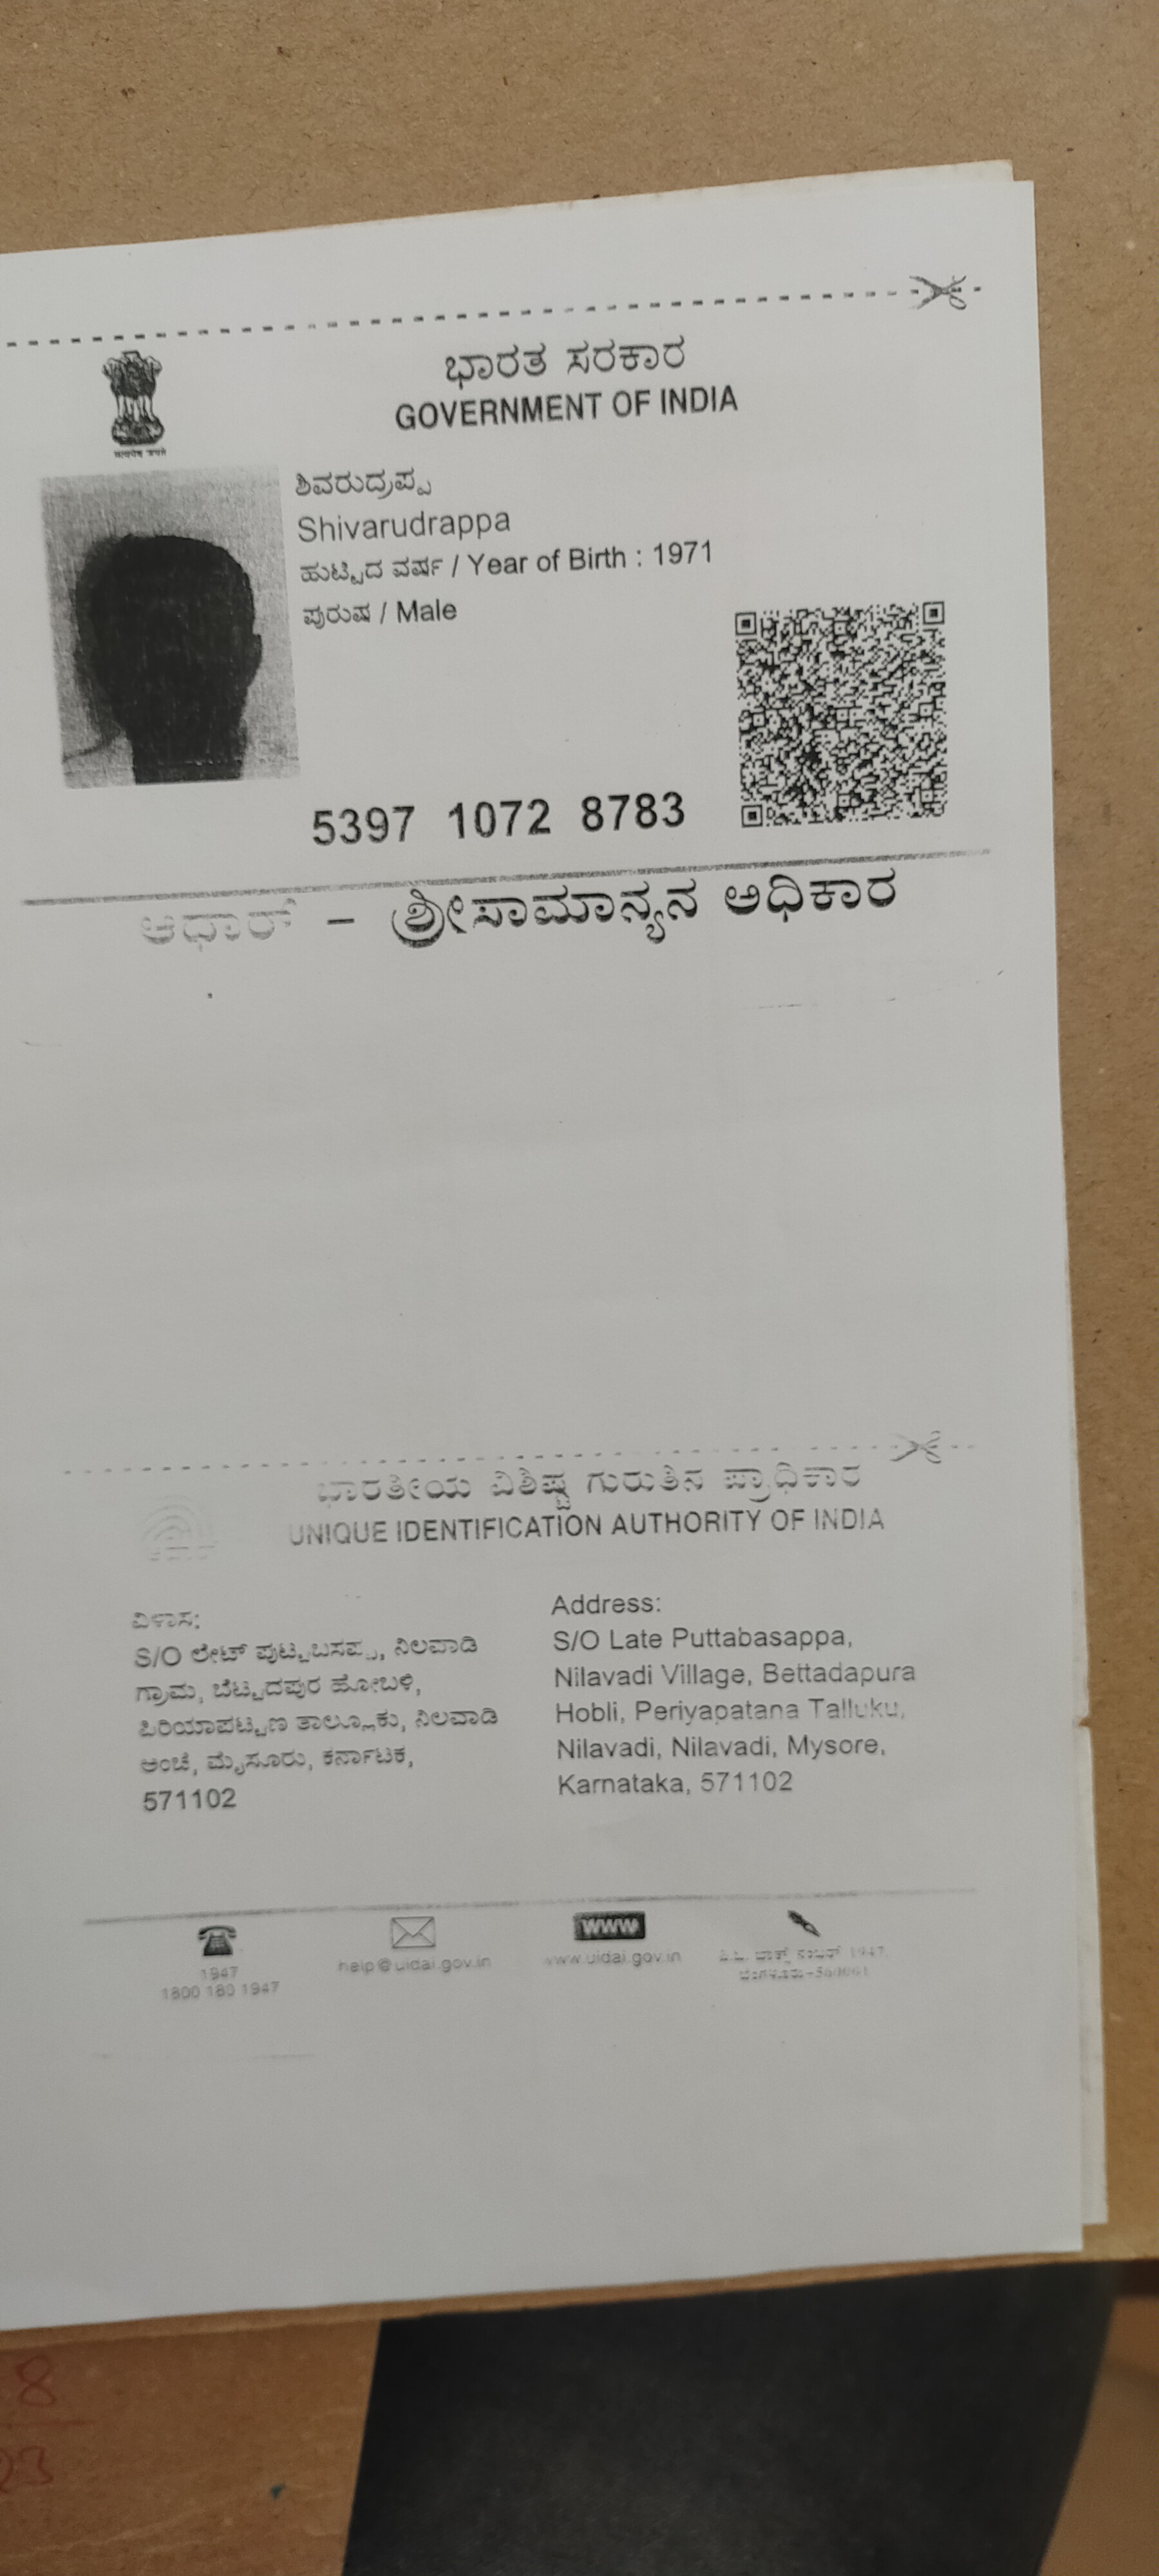 ಭಾರತ ಸರಕಾರ
GOVERNMENT OF INDIA
ಶಿವರುದ್ರಪ್ಪ
Shivarudrappa
ಹುಟ್ಟಿದ ವರ್ಷ / Year of Birth : 1971
ಪುರುಷ / Male
5397 1072 8783
ಆಧಾರ್ – ಶ್ರೀಸಾಮಾನ್ಯನ ಅಧಿಕಾರ
ಭಾರತೀಯ ವಿಶಿಷ್ಟ ಗುರುತಿನ ಪ್ರಾಧಿಕಾರ
UNIQUE IDENTIFICATION AUTHORITY OF INDIA
ವಿಳಾಸ:
S/O ಲೇಟ್ ಪುಟ್ಟಬಸಪ್ಪ, ನಿಲವಾಡಿ
ಗ್ರಾಮ, ಬೆಟ್ಟದಪುರ ಹೋಬಳಿ,
ಪಿರಿಯಾಪಟ್ಟಣ ತಾಲ್ಲೂಕು, ನಿಲವಾಡಿ
ಅಂಚೆ, ಮೈಸೂರು, ಕರ್ನಾಟಕ,
571102
Address:
S/O Late Puttabasappa,
Nilavadi Village, Bettadapura
Hobli, Periyapatana Talluku,
Nilavadi, Nilavadi, Mysore,
Karnataka, 571102
1947
1800 180 1947
help@uidai.gov.in
WWW
www.uidai.gov.in
1947,
8
23